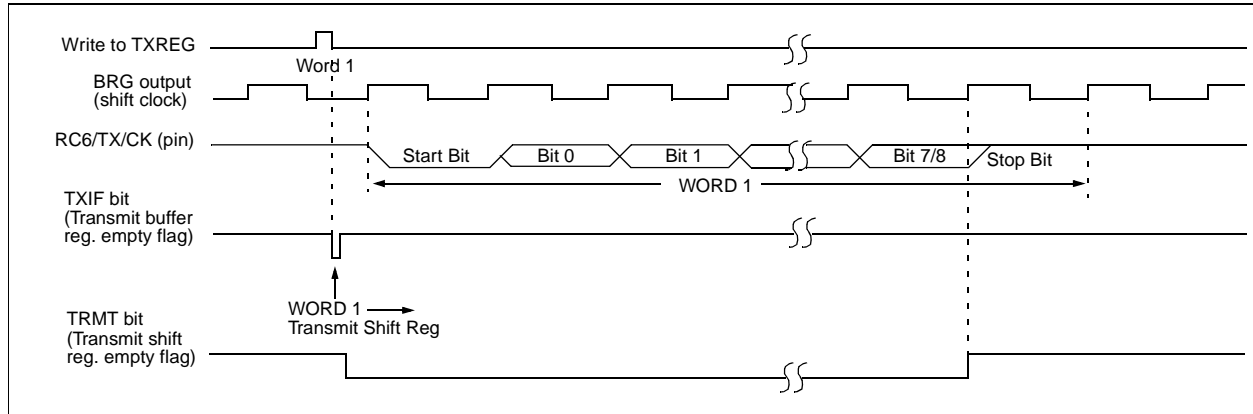 Write to TXREG
Word 1
BRG output
(shift clock)
RC6/TX/CK (pin)
Start Bit
Bit 0
Bit 1
Bit 7/8
Stop Bit
WORD 1
TXIF bit
(Transmit buffer
reg. empty flag)
WORD 1
Transmit Shift Reg
TRMT bit
(Transmit shift
reg. empty flag)